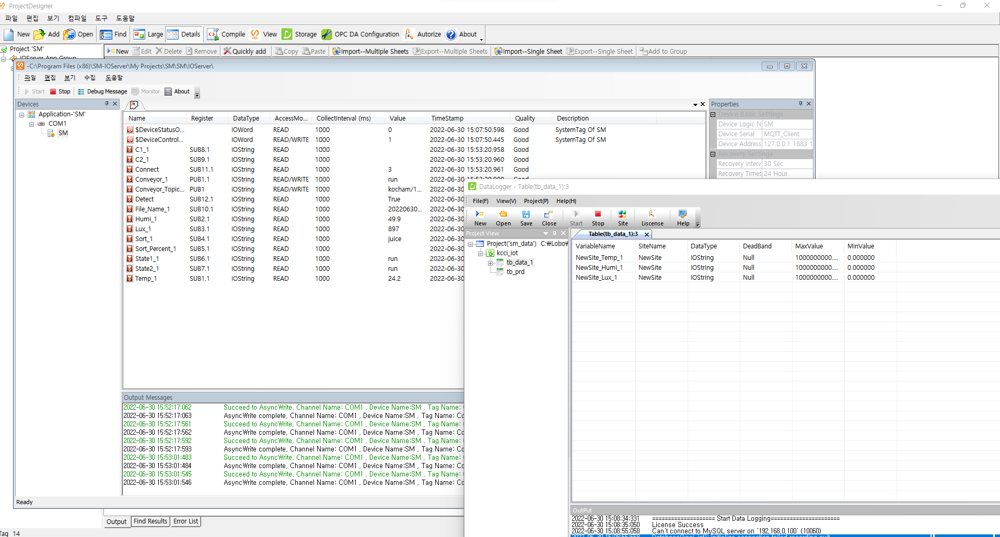 ProjectDesigner
파일 편집 보기 컴파일 도구 도움말
New Add Open Find Large Details Compile View Storage OPC DA Configuration Autorize About
Project 'SM'
IOServer App Group
New Edit Delete Remove Quickly add Copy Paste Import--Multiple Sheets Export--Multiple Sheets Import--Single Sheet Export--Single Sheet Add to Group
-C:\Program Files (x86)\SM-IOServer\My Projects\SM\SM\IOServer\
파일 편집 보기 수집 도움말
Start Stop Debug Message Monitor About
Devices
Application-'SM'
COM1
SM
Name Register DataType AccessMo... CollectInterval (ms) Value TimeStamp Quality Description
$DeviceStatusO... IOWord READ 1000 0 2022-06-30 15:07:50.598 Good SystemTag Of SM
$DeviceControl... IOWord READ/WRITE 1000 1 2022-06-30 15:07:50.445 Good SystemTag Of SM
C1_1 SUB8.1 IOString READ 1000 2022-06-30 15:53:20.958 Good
C2_1 SUB9.1 IOString READ 1000 2022-06-30 15:53:20.960 Good
Connect SUB11.1 IOString READ 1000 3 2022-06-30 15:53:20.961 Good
Conveyor_1 PUB1.1 IOString READ/WRITE 1000 run 2022-06-30
Conveyor_Topic... PUB1 IOString READ/WRITE 1000 kocham/1... 2022-06-30
Detect SUB12.1 IOString READ 1000 True 2022-06-30
File_Name_1 SUB10.1 IOString READ 1000 20220630... 2022-06-30
Humi_1 SUB2.1 IOString READ 1000 49.9 2022-06-30
Lux_1 SUB3.1 IOString READ 1000 897 2022-06-30
Sort_1 SUB4.1 IOString READ 1000 juice 2022-06-30
Sort_Percent_1 SUB5.1 IOString READ 1000 2022-06-30
State1_1 SUB6.1 IOString READ 1000 run 2022-06-30
State2_1 SUB7.1 IOString READ 1000 run 2022-06-30
Temp_1 SUB1.1 IOString READ 1000 24.2 2022-06-30
Properties
Device Basic Settings
Device Logic N SM
Device Serial MQTT_Client
Device Address 127.0.0.1 1883 1
Recovery Settings
Recovery Interv 30 Sec
Recovery Times 24 Hour
Output Messages
2022-06-30 15:52:17:062 Succeed to AsyncWrite, Channel Name: COM1 , Device Name:SM , Tag Name:
2022-06-30 15:52:17:063 AsyncWrite complete, Channel Name: COM1 , Device Name:SM , Tag Name: Co
2022-06-30 15:52:17:561 Succeed to AsyncWrite, Channel Name: COM1 , Device Name:SM , Tag Name:
2022-06-30 15:52:17:562 AsyncWrite complete, Channel Name: COM1 , Device Name:SM , Tag Name: Co
2022-06-30 15:52:17:592 Succeed to AsyncWrite, Channel Name: COM1 , Device Name:SM , Tag Name:
2022-06-30 15:52:17:593 AsyncWrite complete, Channel Name: COM1 , Device Name:SM , Tag Name: Co
2022-06-30 15:53:01:483 Succeed to AsyncWrite, Channel Name: COM1 , Device Name:SM , Tag Name:
2022-06-30 15:53:01:484 AsyncWrite complete, Channel Name: COM1 , Device Name:SM , Tag Name: Co
2022-06-30 15:53:01:545 Succeed to AsyncWrite, Channel Name: COM1 , Device Name:SM , Tag Name:
2022-06-30 15:53:01:546 AsyncWrite complete, Channel Name: COM1 , Device Name:SM , Tag Name: Co
Ready
Output Find Results Error List
Tag 14
DataLogger - Table(tb_data_1):3
File(F) View(V) Project(P) Help(H)
New Open Save Close Start Stop Site Liscense Help
Project View
Project('sm_data') C:₩Lobo₩
kcci_iot
tb_data_1
tb_prd
Table(tb_data_1):3
VariableName SiteName DataType DeadBand MaxValue MinValue
NewSite_Temp_1 NewSite IOString Null 1000000000.... 0.000000
NewSite_Humi_1 NewSite IOString Null 1000000000.... 0.000000
NewSite_Lux_1 NewSite IOString Null 1000000000.... 0.000000
OutPut
2022-06-30 15:08:34:331 ==================== Start Data Logging======================
2022-06-30 15:08:35:050 License Success
2022-06-30 15:08:55:058 Can't connect to MySQL server on '192,168,0,100' (10060)